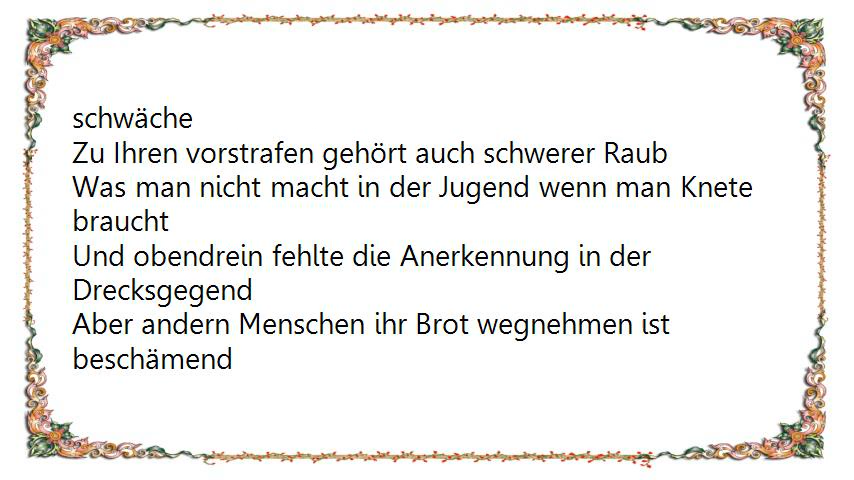 schwäche
Zu Ihren vorstrafen gehört auch schwerer Raub
Was man nicht macht in der Jugend wenn man Knete
braucht
Und obendrein fehlte die Anerkennung in der
Drecksgegend
Aber andern Menschen ihr Brot wegnehmen ist
beschämend